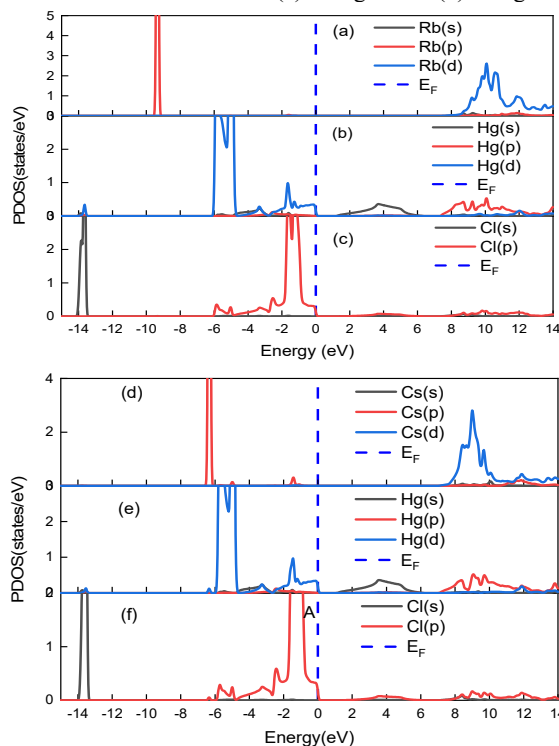 PDOS(states/eV)
(a)
Rb(s)
Rb(p)
Rb(d)
E_F
5
4
3
2
1
(b)
Hg(s)
Hg(p)
Hg(d)
E_F
2
1
(c)
Cl(s)
Cl(p)
E_F
2
1
0
-14 -12 -10 -8 -6 -4 -2 0 2 4 6 8 10 12 14
Energy (eV)
PDOS(states/eV)
(d)
Cs(s)
Cs(p)
Cs(d)
E_F
4
2
(e)
Hg(s)
Hg(p)
Hg(d)
E_F
2
1
(f)
A
Cl(s)
Cl(p)
E_F
1
0
-14 -12 -10 -8 -6 -4 -2 0 2 4 6 8 10 12 14
Energy(eV)